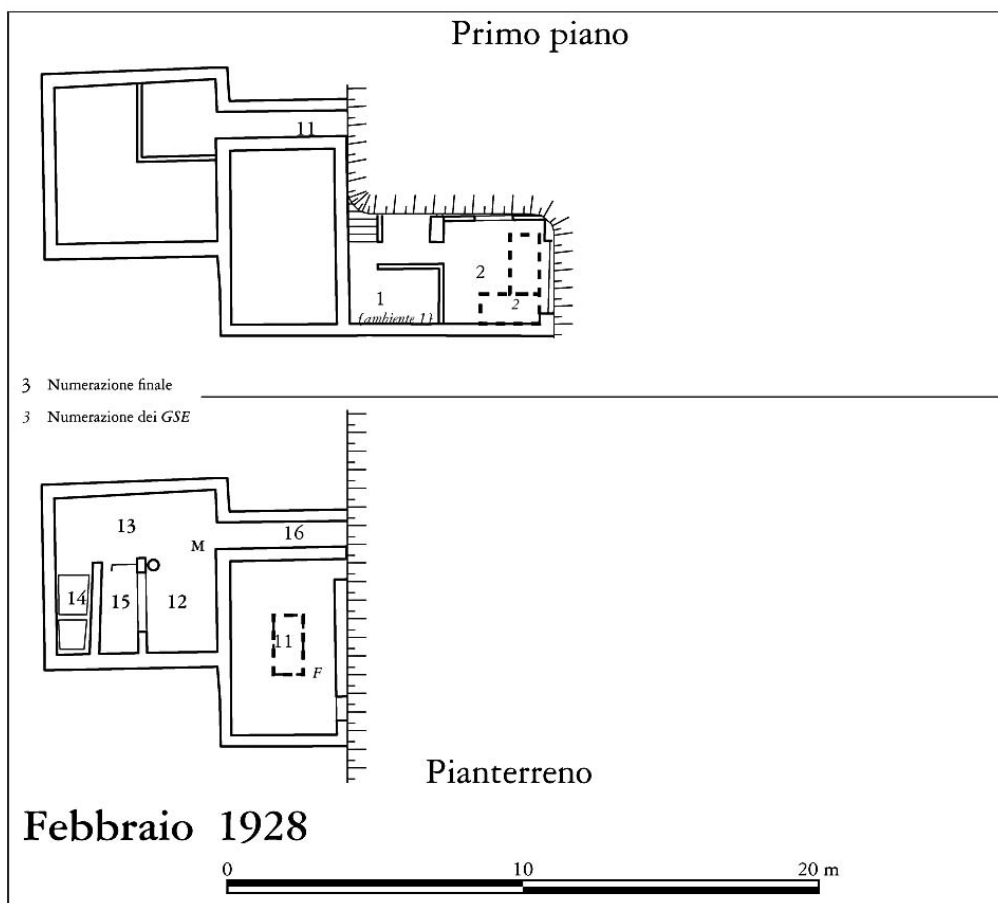 Primo piano
11
2
1
2
(ambiente 1)
3 Numerazione finale
3 Numerazione dei GSE
13
16
M
14
15
12
11
F
Pianterreno
Febbraio 1928
0 10 20 m